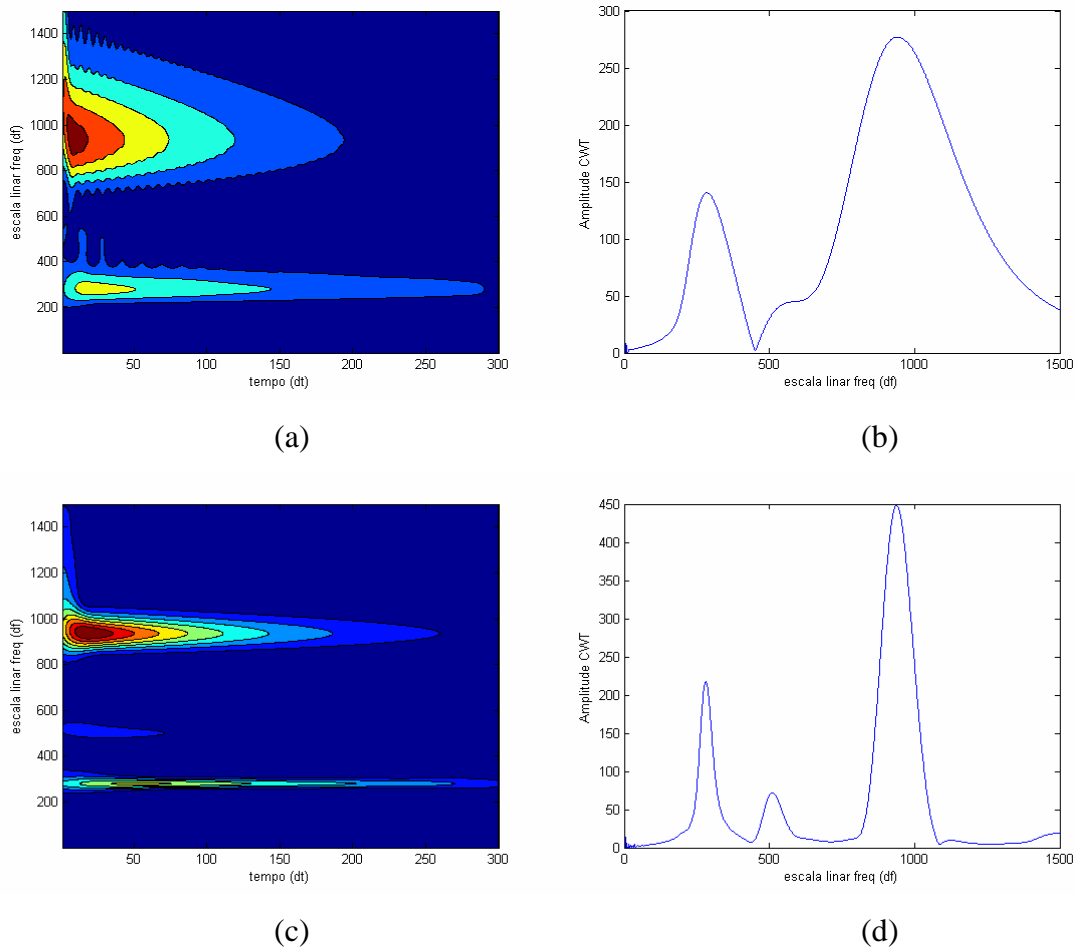 1400
1200
1000
800
600
400
200
escala linar freq (df)
50 100 150 200 250 300
tempo (dt)
(a)
300
250
200
150
100
50
0
Amplitude CWT
0 500 1000 1500
escala linar freq (df)
(b)
1400
1200
1000
800
600
400
200
escala linar freq (df)
50 100 150 200 250 300
tempo (dt)
(c)
450
400
350
300
250
200
150
100
50
0
Amplitude CWT
0 500 1000 1500
escala linar freq (df)
(d)